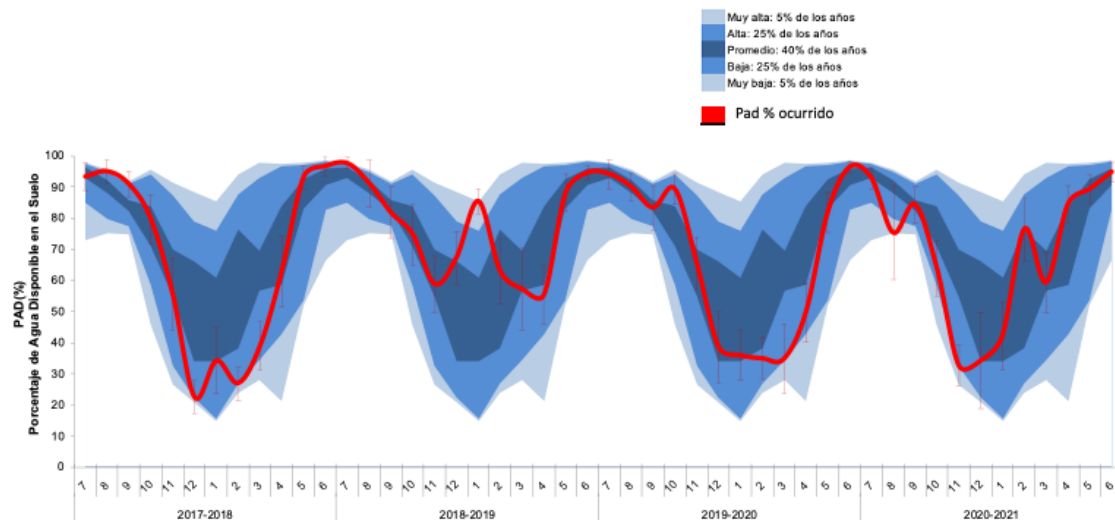 Muy alta: 5% de los años
Alta: 25% de los años
Promedio: 40% de los años
Baja: 25% de los años
Muy baja: 5% de los años
Pad % ocurrido
PAD(%)
Porcentaje de Agua Disponible en el Suelo
100
90
80
70
60
50
40
30
20
10
0
7 8 9 10 11 12 1 2 3 4 5 6 7 8 9 10 11 12 1 2 3 4 5 6 7 8 9 10 11 12 1 2 3 4 5 6 7 8 9 10 11 12 1 2 3 4 5 6
2017-2018 2018-2019 2019-2020 2020-2021